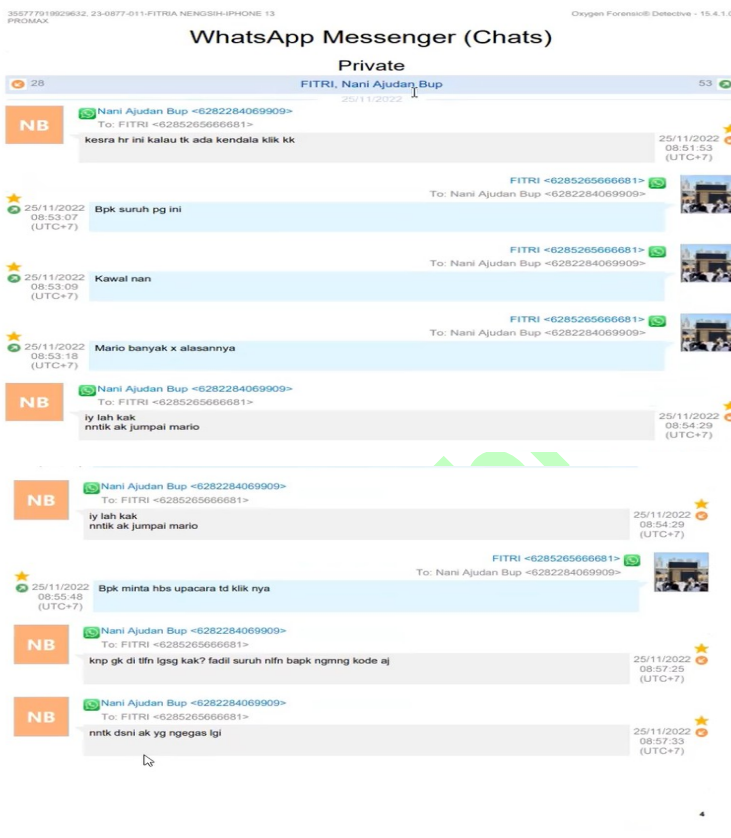 355777919929632, 23-0877-011-FITRIA NENGSIH-IPHONE 13 PROMAX
Oxygen Forensic® Detective - 15.4.1.0
WhatsApp Messenger (Chats)
Private
28 FITRI, Nani Ajudan Bup 53
25/11/2022
NB
Nani Ajudan Bup <6282284069909>
To: FITRI <6285265666681>
kesra hr ini kalau tk ada kendala klik kk
25/11/2022
08:51:53
(UTC+7)
FITRI <6285265666681>
To: Nani Ajudan Bup <6282284069909>
25/11/2022
08:53:07
(UTC+7)
Bpk suruh pg ini
FITRI <6285265666681>
To: Nani Ajudan Bup <6282284069909>
25/11/2022
08:53:09
(UTC+7)
Kawal nan
FITRI <6285265666681>
To: Nani Ajudan Bup <6282284069909>
25/11/2022
08:53:18
(UTC+7)
Mario banyak x alasannya
NB
Nani Ajudan Bup <6282284069909>
To: FITRI <6285265666681>
iy lah kak
nntik ak jumpai mario
25/11/2022
08:54:29
(UTC+7)
NB
Nani Ajudan Bup <6282284069909>
To: FITRI <6285265666681>
iy lah kak
nntik ak jumpai mario
25/11/2022
08:54:29
(UTC+7)
FITRI <6285265666681>
To: Nani Ajudan Bup <6282284069909>
25/11/2022
08:55:48
(UTC+7)
Bpk minta hbs upacara td klik nya
NB
Nani Ajudan Bup <6282284069909>
To: FITRI <6285265666681>
knp gk di tlfn lgsg kak? fadil suruh nlfn bapk ngmng kode aj
25/11/2022
08:57:25
(UTC+7)
NB
Nani Ajudan Bup <6282284069909>
To: FITRI <6285265666681>
nntk dsni ak yg ngegas lgi
25/11/2022
08:57:33
(UTC+7)
4